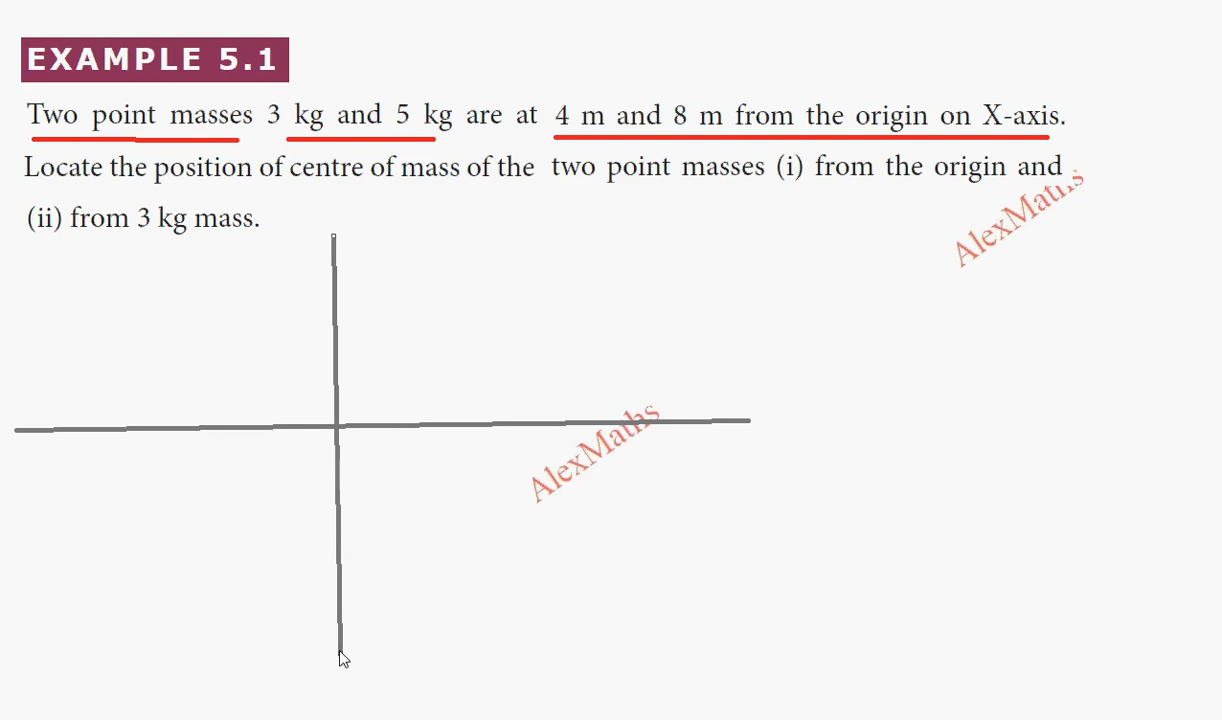 EXAMPLE 5.1
Two point masses 3 kg and 5 kg are at 4 m and 8 m from the origin on X-axis.
Locate the position of centre of mass of the two point masses (i) from the origin and
(ii) from 3 kg mass.
AlexMaths
AlexMaths